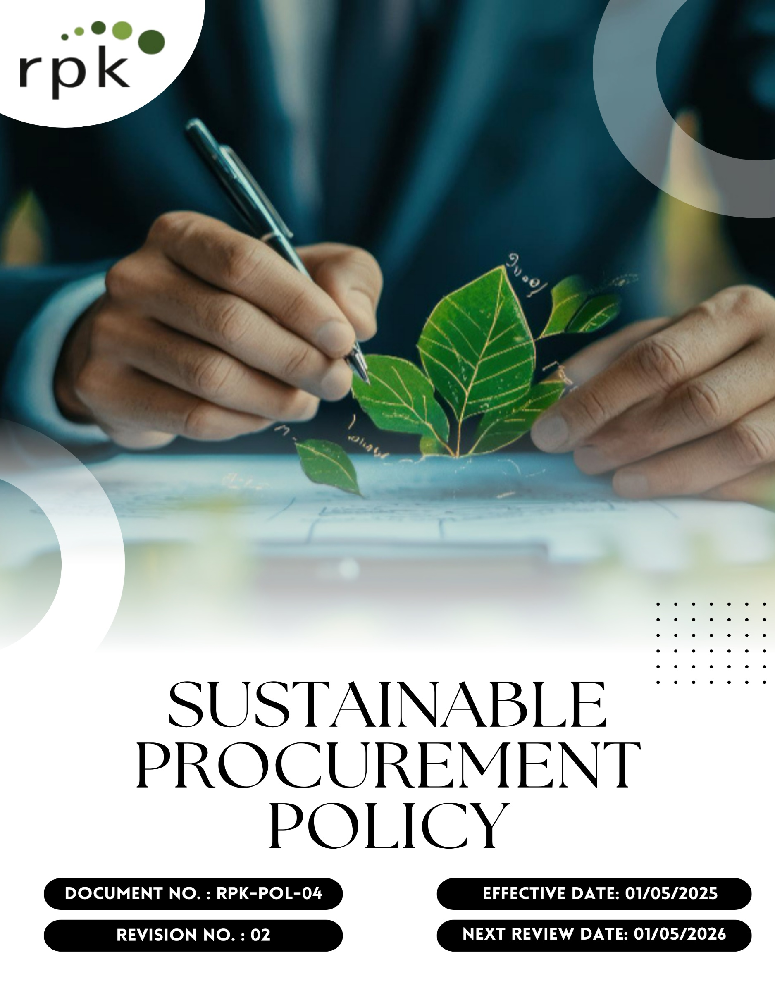 rpk
SUSTAINABLE
PROCUREMENT
POLICY
DOCUMENT NO. : RPK-POL-04
EFFECTIVE DATE: 01/05/2025
REVISION NO. : 02
NEXT REVIEW DATE: 01/05/2026